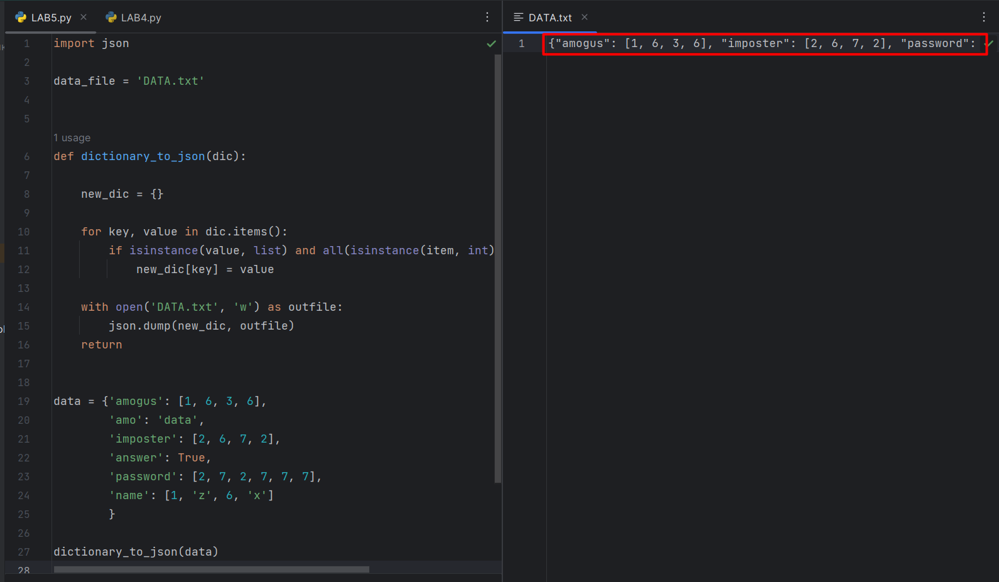 LAB5.py
LAB4.py
1 import json
2
3 data_file = 'DATA.txt'
4
5
1 usage
6 def dictionary_to_json(dic):
7
8 new_dic = {}
9
10 for key, value in dic.items():
11 if isinstance(value, list) and all(isinstance(item, int)
12 new_dic[key] = value
13
14 with open('DATA.txt', 'w') as outfile:
15 json.dump(new_dic, outfile)
16 return
17
18
19 data = {'amogus': [1, 6, 3, 6],
20 'amo': 'data',
21 'imposter': [2, 6, 7, 2],
22 'answer': True,
23 'password': [2, 7, 2, 7, 7, 7],
24 'name': [1, 'z', 6, 'x']
25 }
26
27 dictionary_to_json(data)
28
DATA.txt
1 {"amogus": [1, 6, 3, 6], "imposter": [2, 6, 7, 2], "password":